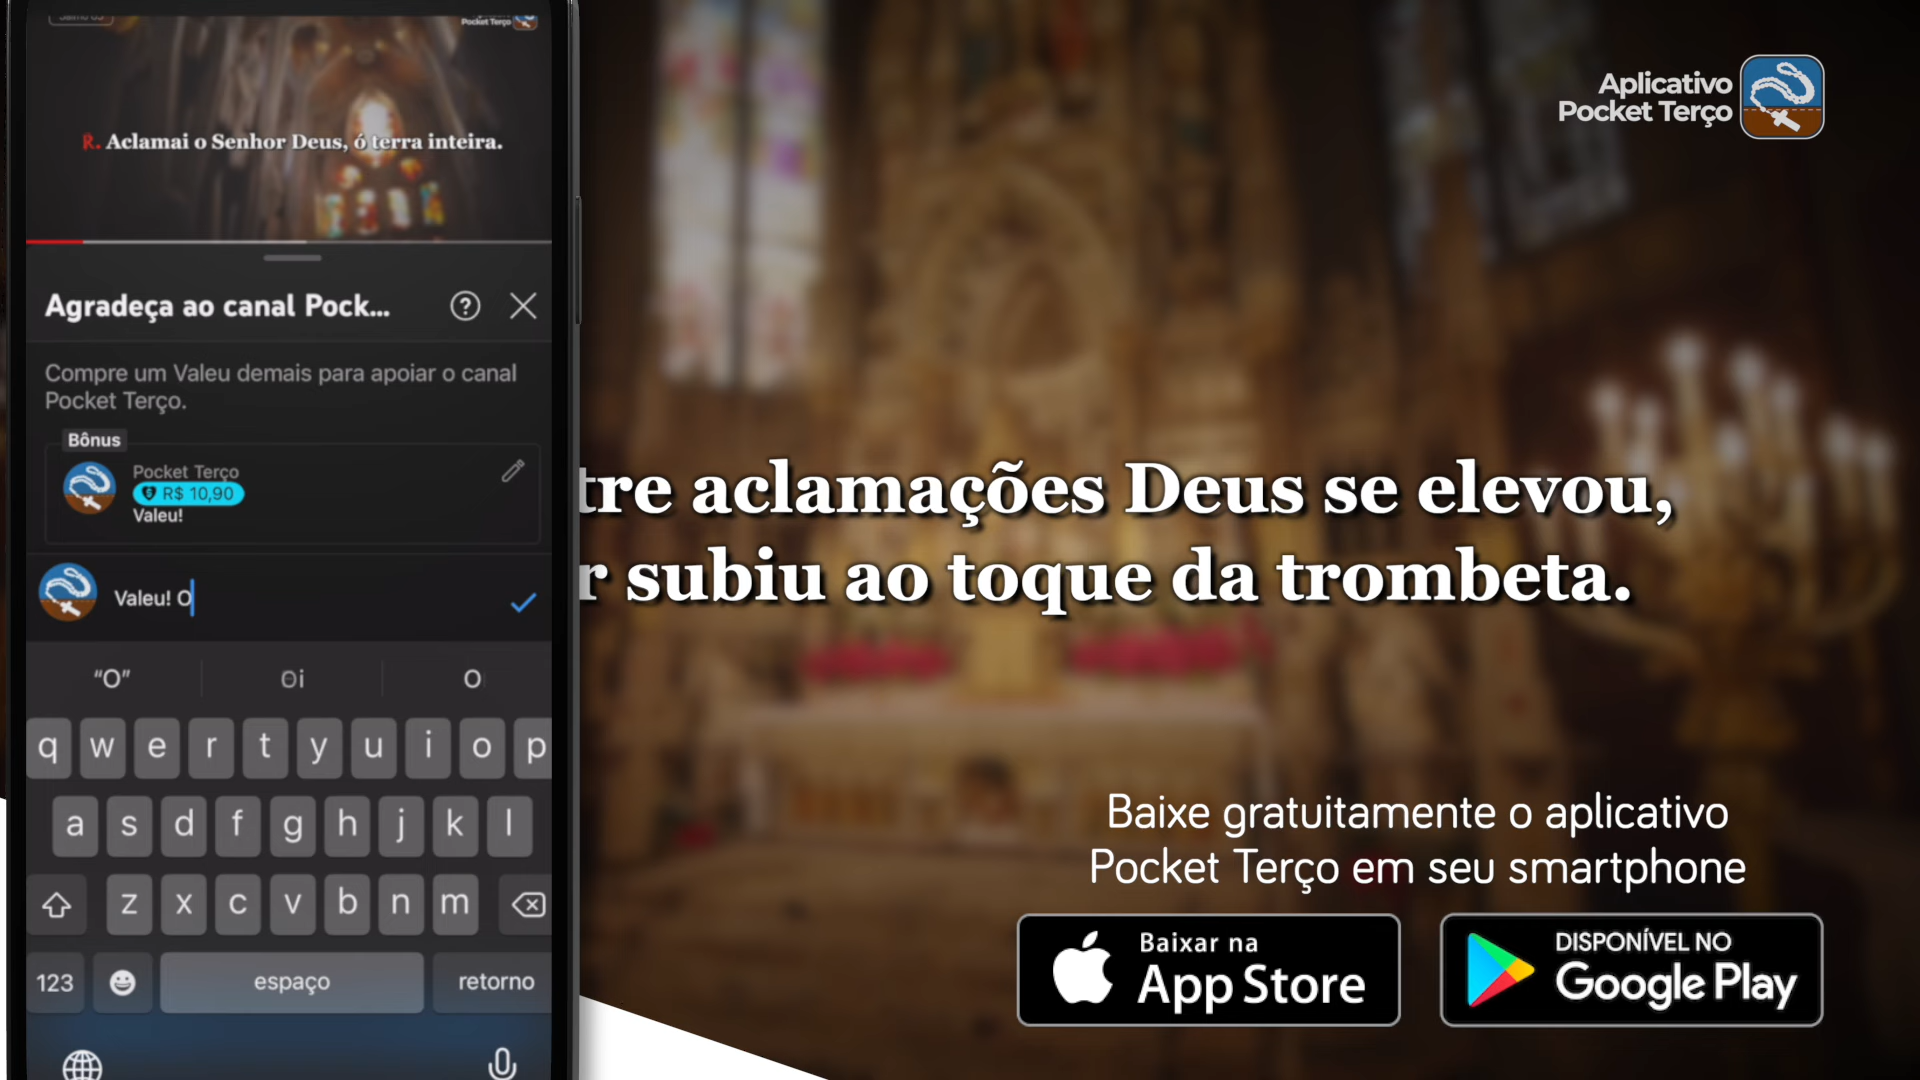 Pocket Terço
R. Aclamai o Senhor Deus, ó terra inteira.
Agradeça ao canal Pock...
Compre um Valeu demais para apoiar o canal
Pocket Terço.
Bônus
Pocket Terço
R$ 10,90
Valeu!
Valeu! O
“O”
Oi
O
q w e r t y u i o p
a s d f g h j k l
z x c v b n m
123
espaço
retorno
Aplicativo
Pocket Terço
tre aclamações Deus se elevou,
r subiu ao toque da trombeta.
Baixe gratuitamente o aplicativo
Pocket Terço em seu smartphone
Baixar na
App Store
DISPONÍVEL NO
Google Play